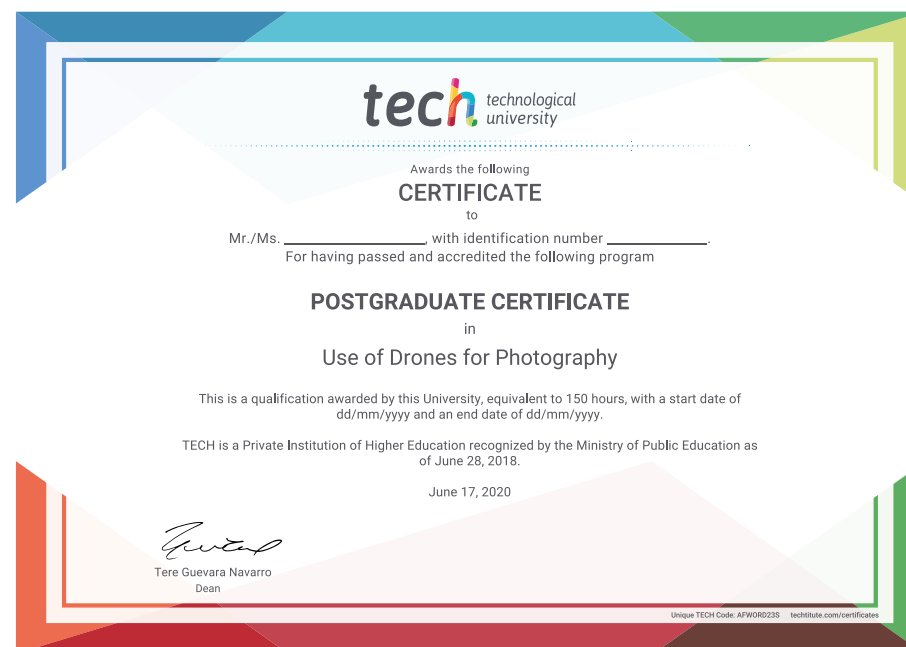 tech technological
university
Awards the following
CERTIFICATE
to
Mr./Ms. ____________________, with identification number ______________.
For having passed and accredited the following program
POSTGRADUATE CERTIFICATE
in
Use of Drones for Photography
This is a qualification awarded by this University, equivalent to 150 hours, with a start date of
dd/mm/yyyy and an end date of dd/mm/yyyy.
TECH is a Private Institution of Higher Education recognized by the Ministry of Public Education as
of June 28, 2018.
June 17, 2020
Tere Guevara Navarro
Dean
Unique TECH Code: AFWORD23S techtitute.com/certificates